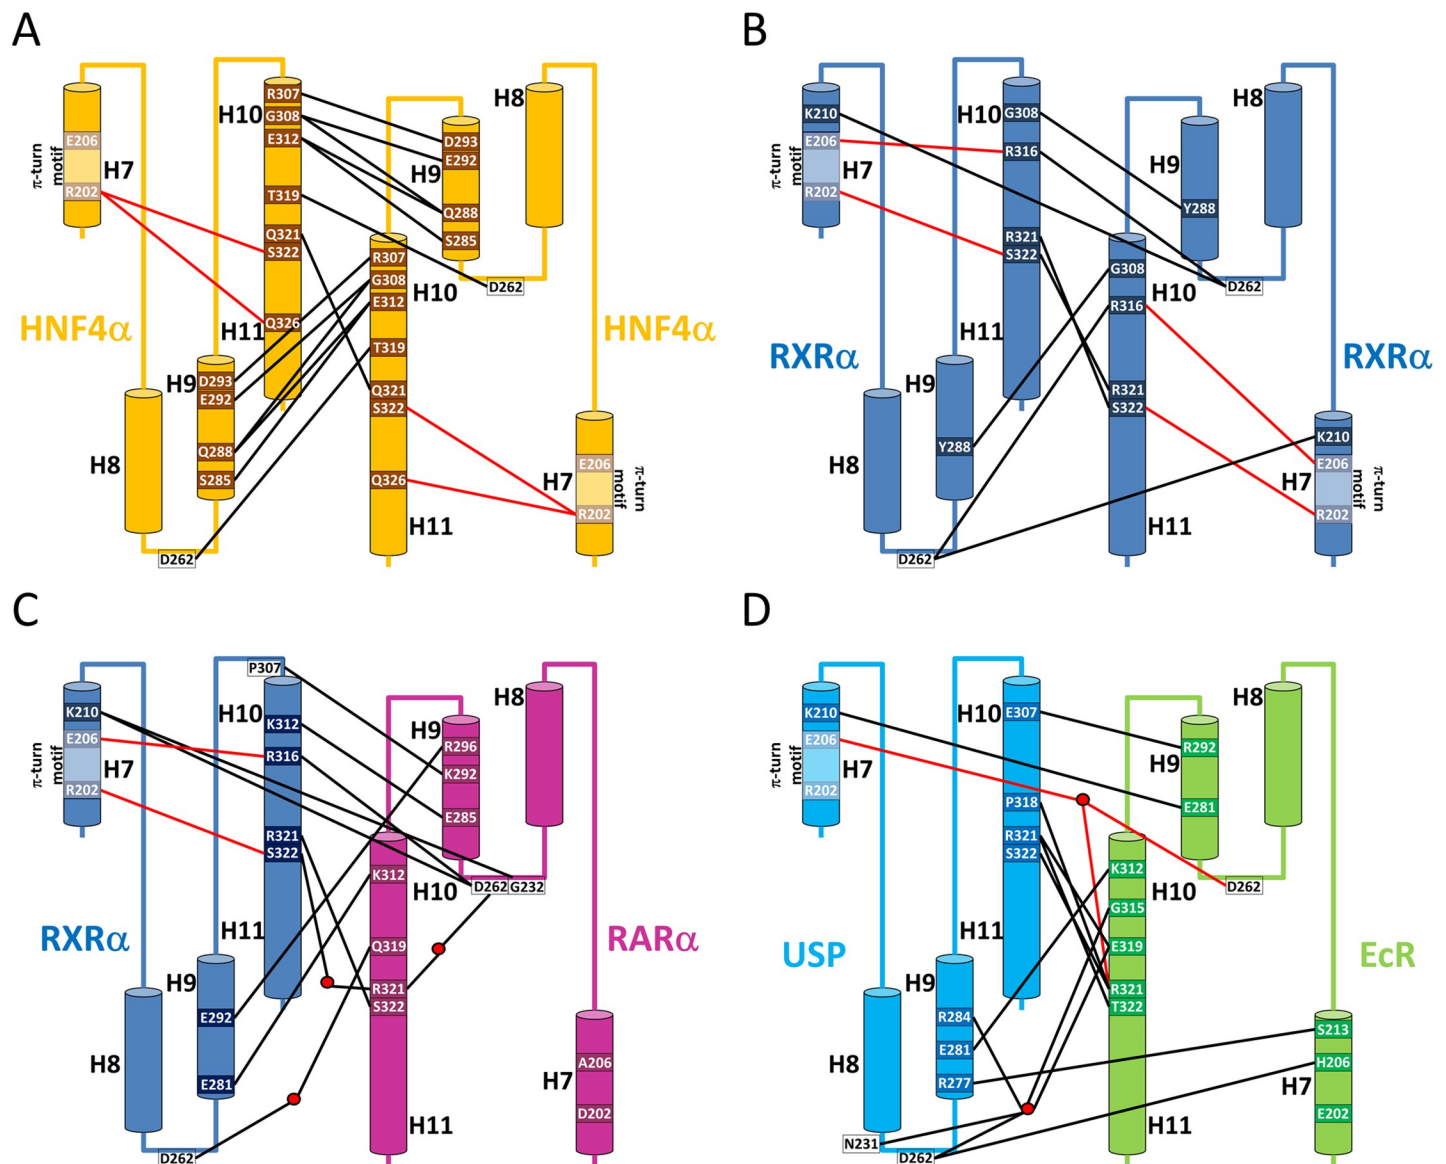 A
H10
R307
G308
E312
T319
Q321
S322
Q326
H11
E206
R202
H7
π-turn
motif
HNF4α
H8
H9
D293
E292
Q288
S285
D262
H8
H9
D293
E292
Q288
S285
D262
R307
G308
H10
E312
T319
Q321
S322
Q326
H11
HNF4α
E206
H7
R202
π-turn
motif
B
K210
E206
H7
R202
π-turn
motif
H10
G308
R316
R321
S322
H11
RXRα
H8
H9
Y288
D262
H8
H9
Y288
D262
G308
H10
R316
R321
S322
H11
RXRα
K210
E206
H7
R202
π-turn
motif
C
P307
K210
E206
H7
R202
π-turn
motif
H10
K312
R316
R321
S322
H11
RXRα
H8
H9
E292
E281
D262
H8
H9
R296
K292
E285
D262
G232
K312
H10
Q319
R321
S322
H11
RARα
A206
H7
D202
D
K210
E206
H7
R202
π-turn
motif
H10
E307
P318
R321
S322
H11
USP
H8
H9
R284
E281
R277
N231
D262
H8
R292
H9
E281
D262
K312
H10
G315
E319
R321
T322
H11
EcR
S213
H206
H7
E202